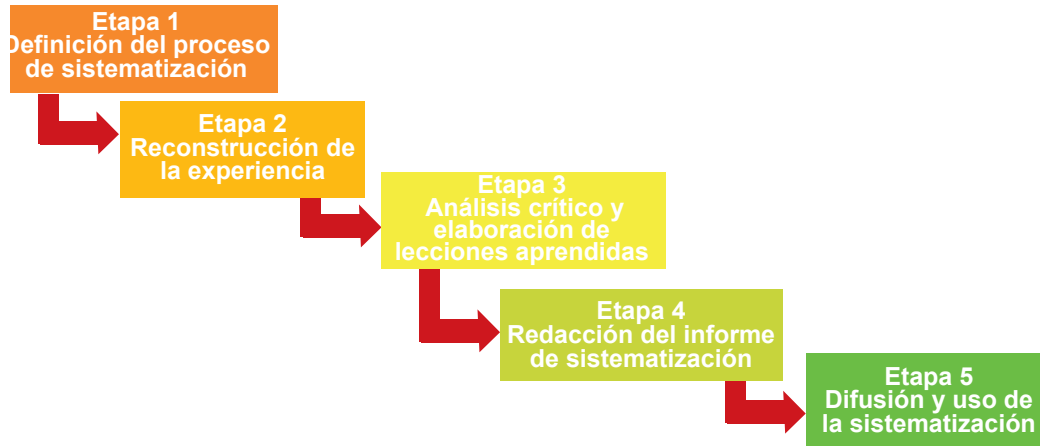 Etapa 1
Definición del proceso
de sistematización
Etapa 2
Reconstrucción de
la experiencia
Etapa 3
Análisis crítico y
elaboración de
lecciones aprendidas
Etapa 4
Redacción del informe
de sistematización
Etapa 5
Difusión y uso de
la sistematización